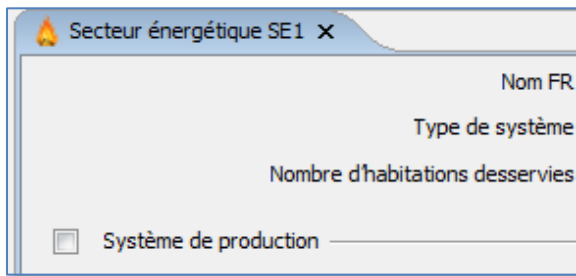 Secteur énergétique SE1
Nom FR
Type de système
Nombre d'habitations desservies
Système de production